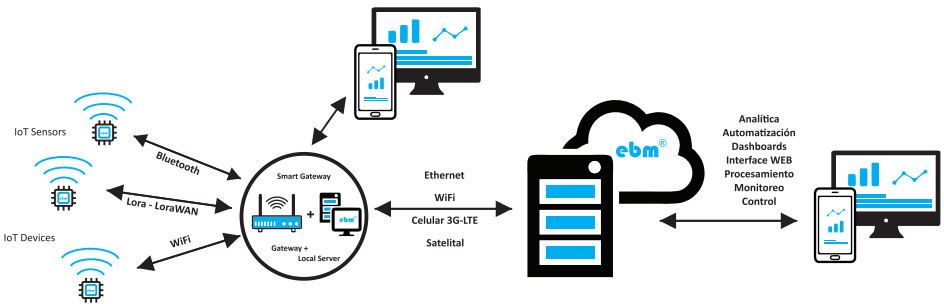 IoT Sensors
IoT Devices
Bluetooth
Lora - LoraWAN
WiFi
Smart Gateway
+
ebm®
Gateway +
Local Server
Ethernet
WiFi
Celular 3G-LTE
Satelital
ebm®
Analítica
Automatización
Dashboards
Interface WEB
Procesamiento
Monitoreo
Control